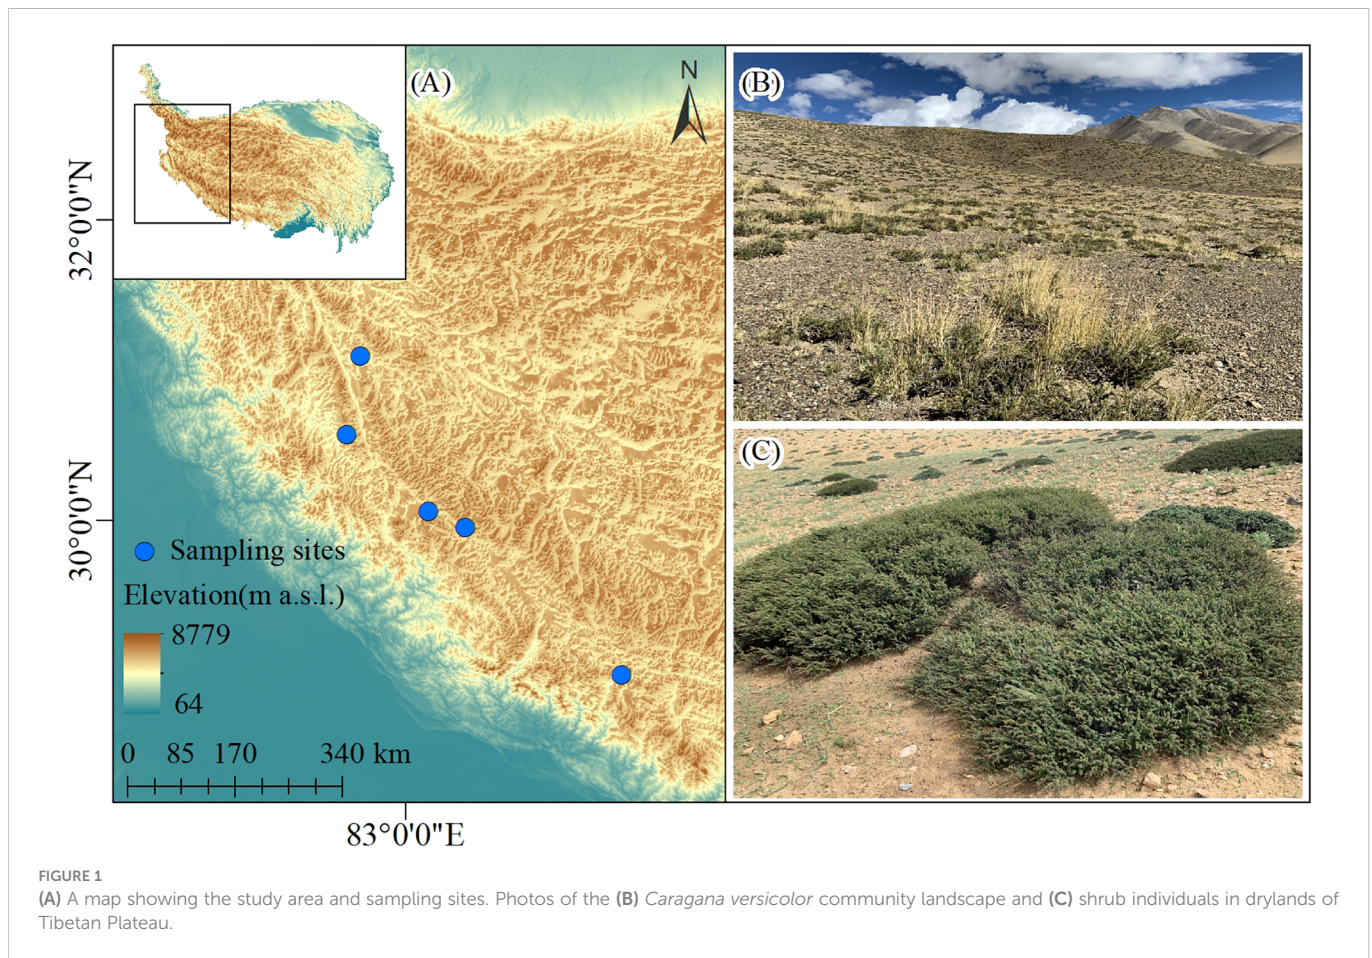 (A)
N
32°0'0"N
30°0'0"N
Sampling sites
Elevation(m a.s.l.)
8779
64
0 85 170 340 km
83°0'0"E
(B)
(C)
FIGURE 1
(A) A map showing the study area and sampling sites. Photos of the (B) Caragana versicolor community landscape and (C) shrub individuals in drylands of
Tibetan Plateau.